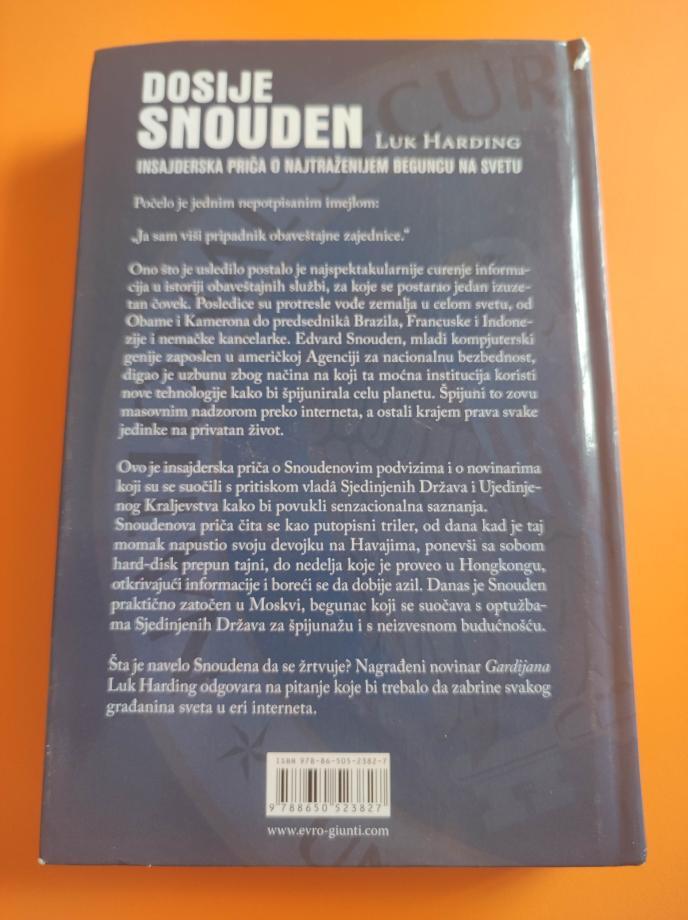 DOSIJE
SNOUDEN LUK HARDING
INSAJDERSKA PRIČA O NAJTRAŽENIJEM BEGUNCU NA SVETU
Počelo je jednim nepotpisanim imejlom:
„Ja sam viši pripadnik obaveštajne zajednice.“
Ono što je usledilo postalo je najspektakularnije curenje informa-
cija u istoriji obaveštajnih službi, za koje se postarao jedan izuze-
tan čovek. Posledice su protresle vođe zemalja u celom svetu, od
Obame i Kamerona do predsednikâ Brazila, Francuske i Indone-
zije i nemačke kancelarke. Edvard Snouden, mladi kompjuterski
genije zaposlen u američkoj Agenciji za nacionalnu bezbednost,
digao je uzbunu zbog načina na koji ta moćna institucija koristi
nove tehnologije kako bi špijunirala celu planetu. Špijuni to zovu
masovnim nadzorom preko interneta, a ostali krajem prava svake
jedinke na privatan život.
Ovo je insajderska priča o Snoudenovim podvizima i o novinarima
koji su se suočili s pritiskom vladâ Sjedinjenih Država i Ujedinje-
nog Kraljevstva kako bi povukli senzacionalna saznanja.
Snoudenova priča čita se kao putopisni triler, od dana kad je taj
momak napustio svoju devojku na Havajima, ponevši sa sobom
hard-disk prepun tajni, do nedelja koje je proveo u Hongkongu,
otkrivajući informacije i boreći se da dobije azil. Danas je Snouden
praktično zatočen u Moskvi, begunac koji se suočava s optužba-
ma Sjedinjenih Država za špijunažu i s neizvesnom budućnošću.
Šta je navelo Snoudena da se žrtvuje? Nagrađeni novinar Gardijana
Luk Harding odgovara na pitanje koje bi trebalo da zabrine svakog
građanina sveta u eri interneta.
ISBN 978-86-505-2382-7
9 788650 523827
www.evro-giunti.com